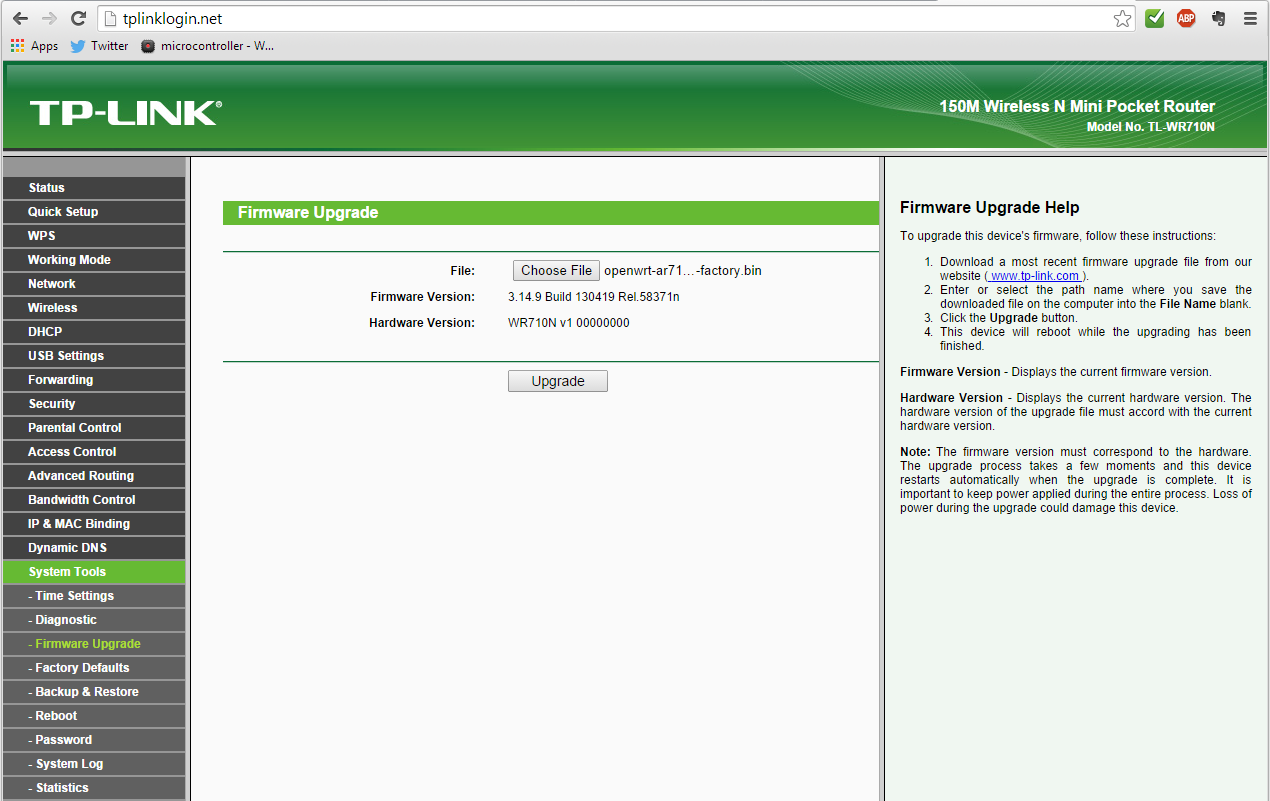 tplinklogin.net
ABP
Apps
Twitter
microcontroller - W...
TP-LINK®
150M Wireless N Mini Pocket Router
Model No. TL-WR710N
Status
Quick Setup
WPS
Working Mode
Network
Wireless
DHCP
USB Settings
Forwarding
Security
Parental Control
Access Control
Advanced Routing
Bandwidth Control
IP & MAC Binding
Dynamic DNS
System Tools
- Time Settings
- Diagnostic
- Firmware Upgrade
- Factory Defaults
- Backup & Restore
- Reboot
- Password
- System Log
- Statistics
Firmware Upgrade
File: Choose File openwrt-ar71...-factory.bin
Firmware Version: 3.14.9 Build 130419 Rel.58371n
Hardware Version: WR710N v1 00000000
Upgrade
Firmware Upgrade Help
To upgrade this device's firmware, follow these instructions:
1. Download a most recent firmware upgrade file from our
website ( www.tp-link.com ).
2. Enter or select the path name where you save the
downloaded file on the computer into the File Name blank.
3. Click the Upgrade button.
4. This device will reboot while the upgrading has been
finished.
Firmware Version - Displays the current firmware version.
Hardware Version - Displays the current hardware version. The
hardware version of the upgrade file must accord with the current
hardware version.
Note: The firmware version must correspond to the hardware.
The upgrade process takes a few moments and this device
restarts automatically when the upgrade is complete. It is
important to keep power applied during the entire process. Loss of
power during the upgrade could damage this device.